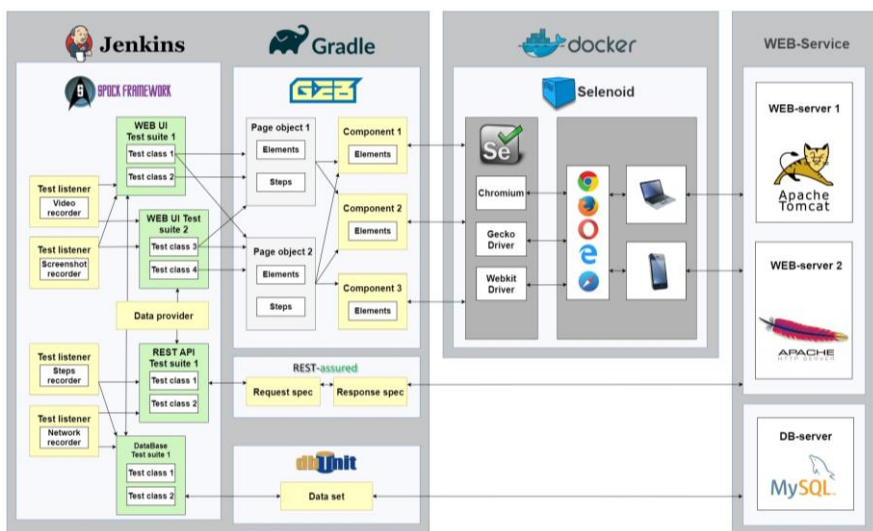 Jenkins
Gradle
docker
WEB-Service
SPOCK FRAMEWORK
GEB
Selenoid
WEB UI
Test suite 1
Test class 1
Test class 2
Test listener
Video
recorder
WEB UI Test
suite 2
Test class 3
Test class 4
Test listener
Screenshot
recorder
Data provider
Test listener
Steps
recorder
REST API
Test suite 1
Test class 1
Test class 2
Test listener
Network
recorder
DataBase
Test suite 1
Test class 1
Test class 2
Page object 1
Elements
Steps
Page object 2
Elements
Steps
Component 1
Elements
Component 2
Elements
Component 3
Elements
REST-assured
Request spec
Response spec
dbUnit
Data set
Se
Chromium
Gecko
Driver
Webkit
Driver
WEB-server 1
Apache
Tomcat
WEB-server 2
APACHE
HTTP SERVER
DB-server
MySQL